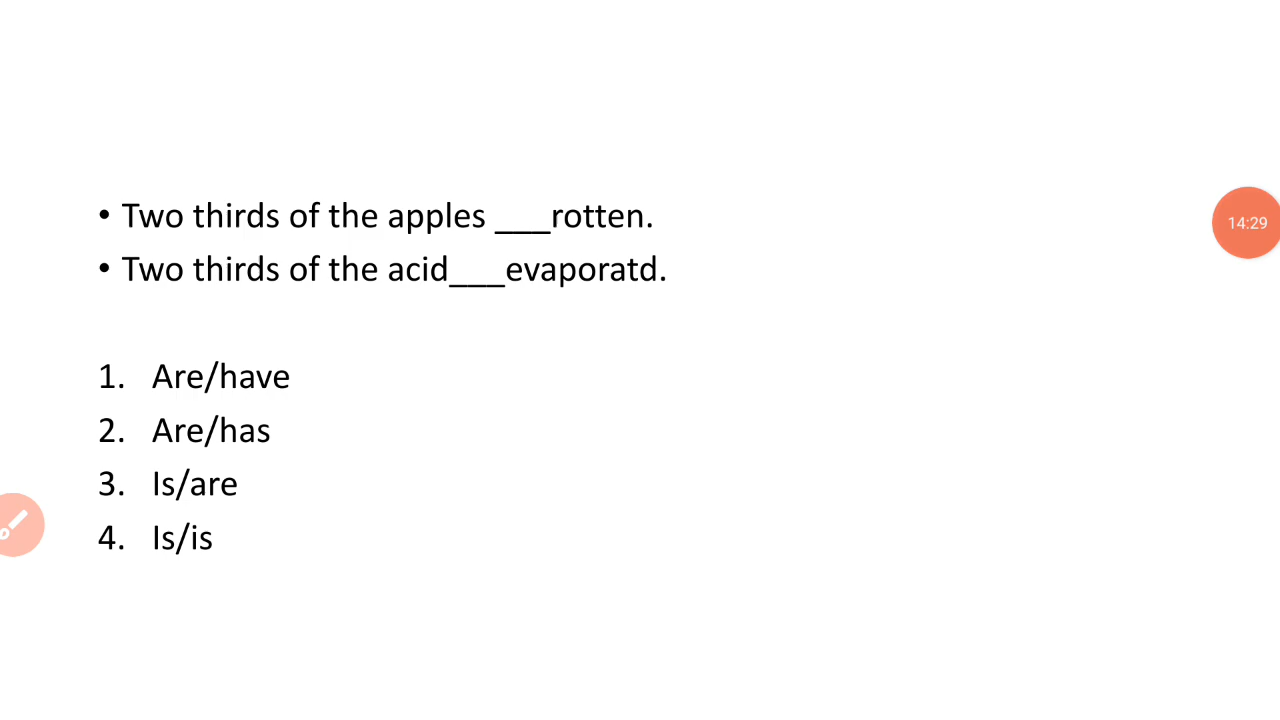 • Two thirds of the apples ___rotten.
14:29
• Two thirds of the acid___evaporatd.
1. Are/have
2. Are/has
3. Is/are
4. Is/is